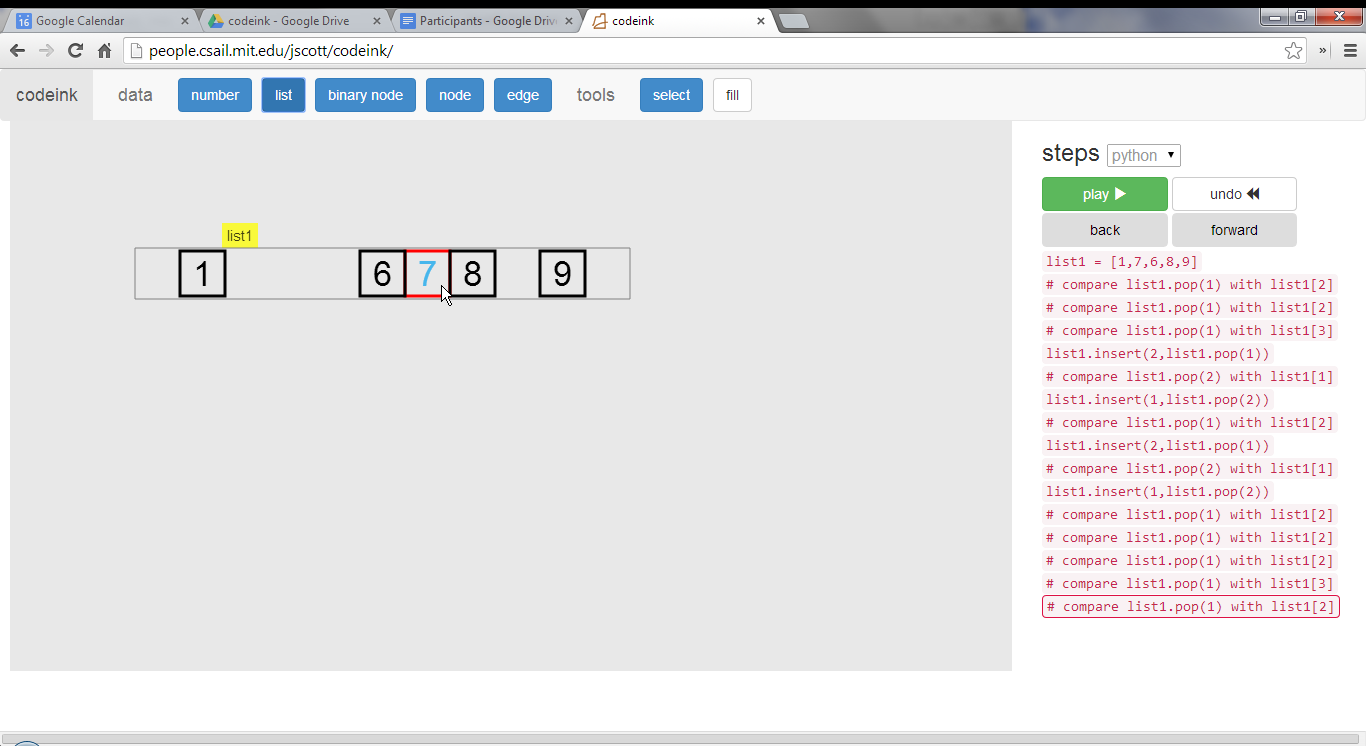 Google Calendar
codeink - Google Drive
Participants - Google Driv
codeink
people.csail.mit.edu/jscott/codeink/
codeink data number list binary node node edge tools select fill
steps python
play undo
back forward
list1
1 6 7 8 9
list1 = [1,7,6,8,9]
# compare list1.pop(1) with list1[2]
# compare list1.pop(1) with list1[2]
# compare list1.pop(1) with list1[3]
list1.insert(2,list1.pop(1))
# compare list1.pop(2) with list1[1]
list1.insert(1,list1.pop(2))
# compare list1.pop(1) with list1[2]
list1.insert(2,list1.pop(1))
# compare list1.pop(2) with list1[1]
list1.insert(1,list1.pop(2))
# compare list1.pop(1) with list1[2]
# compare list1.pop(1) with list1[2]
# compare list1.pop(1) with list1[2]
# compare list1.pop(1) with list1[3]
# compare list1.pop(1) with list1[2]